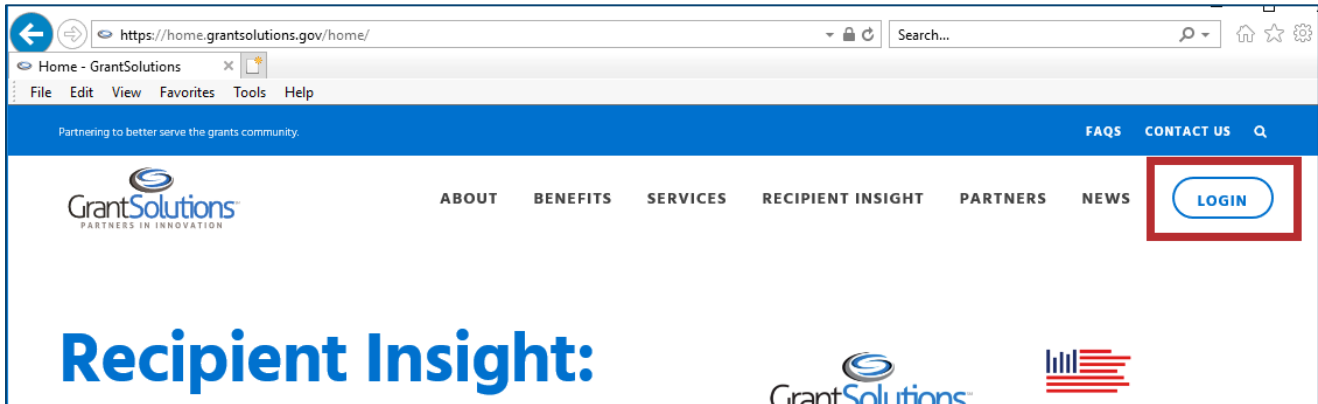 https://home.grantsolutions.gov/home/
Search...
Home - GrantSolutions
File Edit View Favorites Tools Help
Partnering to better serve the grants community.
FAQS CONTACT US
GrantSolutions
PARTNERS IN INNOVATION
ABOUT BENEFITS SERVICES RECIPIENT INSIGHT PARTNERS NEWS LOGIN
Recipient Insight:
GrantSolutions